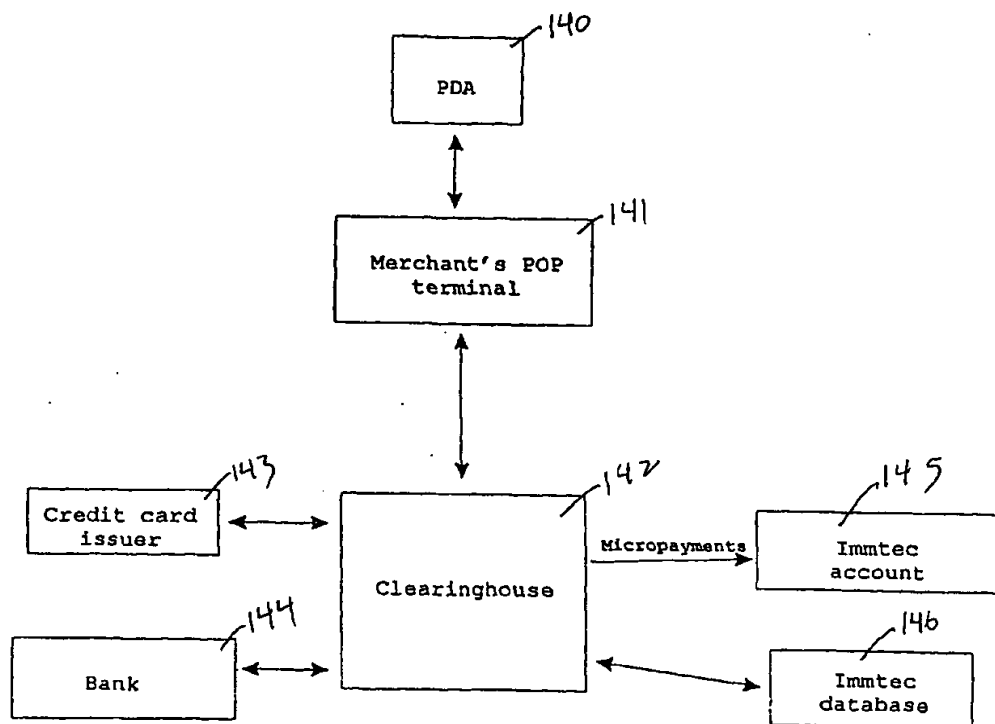 140
PDA
141
Merchant's POP
terminal
143
Credit card
issuer
142
Clearinghouse
Micropayments
145
Immtec
account
144
Bank
146
Immtec
database